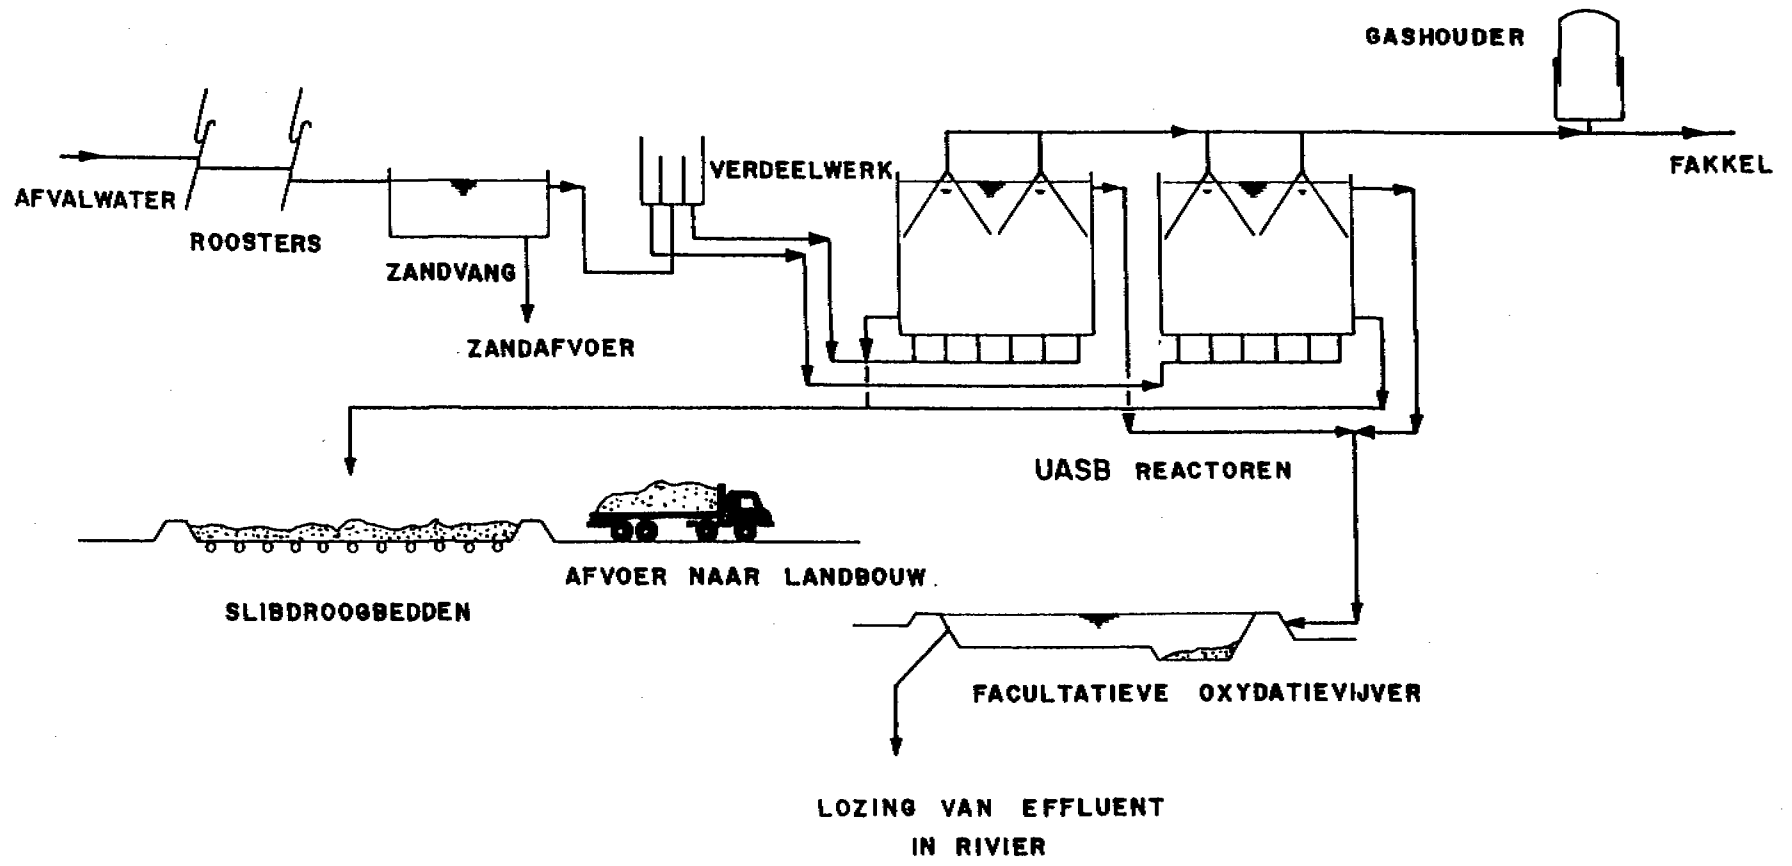 GASHOUDER
FAKKEL
AFVALWATER
ROOSTERS
ZANDVANG
ZANDAFVOER
VERDEELWERK
UASB REACTOREN
AFVOER NAAR LANDBOUW
SLIBDROOGBEDDEN
FACULTATIEVE OXYDATIEVIJVER
LOZING VAN EFFLUENT
IN RIVIER